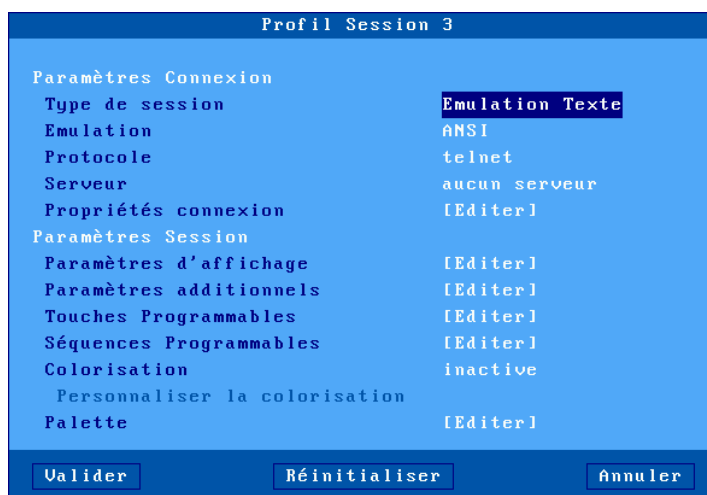 Profil Session 3
Paramètres Connexion
Type de session Emulation Texte
Emulation ANSI
Protocole telnet
Serveur aucun serveur
Propriétés connexion [Editer]
Paramètres Session
Paramètres d'affichage [Editer]
Paramètres additionnels [Editer]
Touches Programmables [Editer]
Séquences Programmables [Editer]
Colorisation inactive
Personnaliser la colorisation
Palette [Editer]
Valider Réinitialiser Annuler